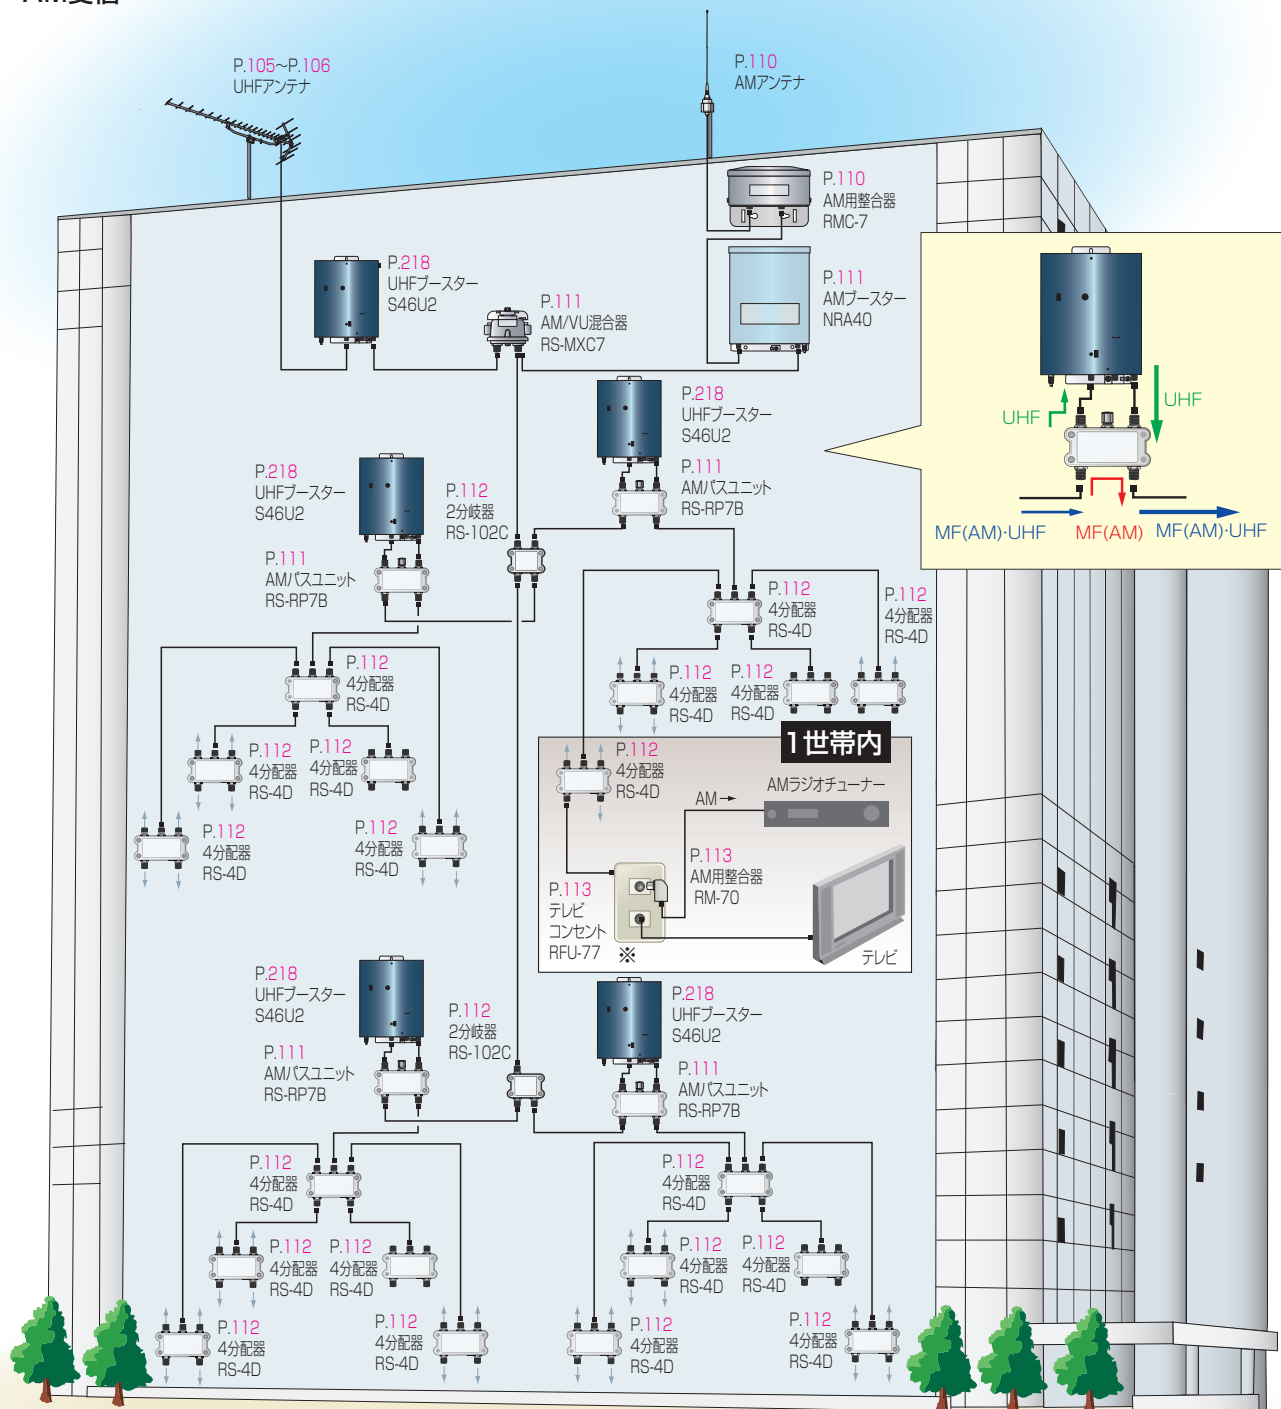 P.105~P.106
UHFアンテナ
P.110
AMアンテナ
P.110
AM用整合器
RMC-7
P.218
UHFブースター
S46U2
P.111
AM/VU混合器
RS-MXC7
P.111
AMブースター
NRA40
UHF
UHF
MF(AM)·UHF
MF(AM)
MF(AM)·UHF
P.218
UHFブースター
S46U2
P.111
AMパスユニット
RS-RP7B
P.218
UHFブースター
S46U2
P.112
2分岐器
RS-102C
P.111
AMパスユニット
RS-RP7B
P.112
4分配器
RS-4D
P.112
4分配器
RS-4D
P.112
4分配器
RS-4D
P.112
4分配器
RS-4D
P.112
4分配器
RS-4D
P.112
4分配器
RS-4D
P.112
4分配器
RS-4D
P.112
4分配器
RS-4D
P.112
4分配器
RS-4D
1世帯内
P.112
4分配器
RS-4D
AMラジオチューナー
AM→
P.113
AM用整合器
RM-70
P.113
テレビ
コンセント
RFU-77
※
テレビ
P.218
UHFブースター
S46U2
P.111
AMパスユニット
RS-RP7B
P.112
2分岐器
RS-102C
P.218
UHFブースター
S46U2
P.111
AMパスユニット
RS-RP7B
P.112
4分配器
RS-4D
P.112
4分配器
RS-4D
P.112
4分配器
RS-4D
P.112
4分配器
RS-4D
P.112
4分配器
RS-4D
P.112
4分配器
RS-4D
P.112
4分配器
RS-4D
P.112
4分配器
RS-4D
P.112
4分配器
RS-4D
P.112
4分配器
RS-4D